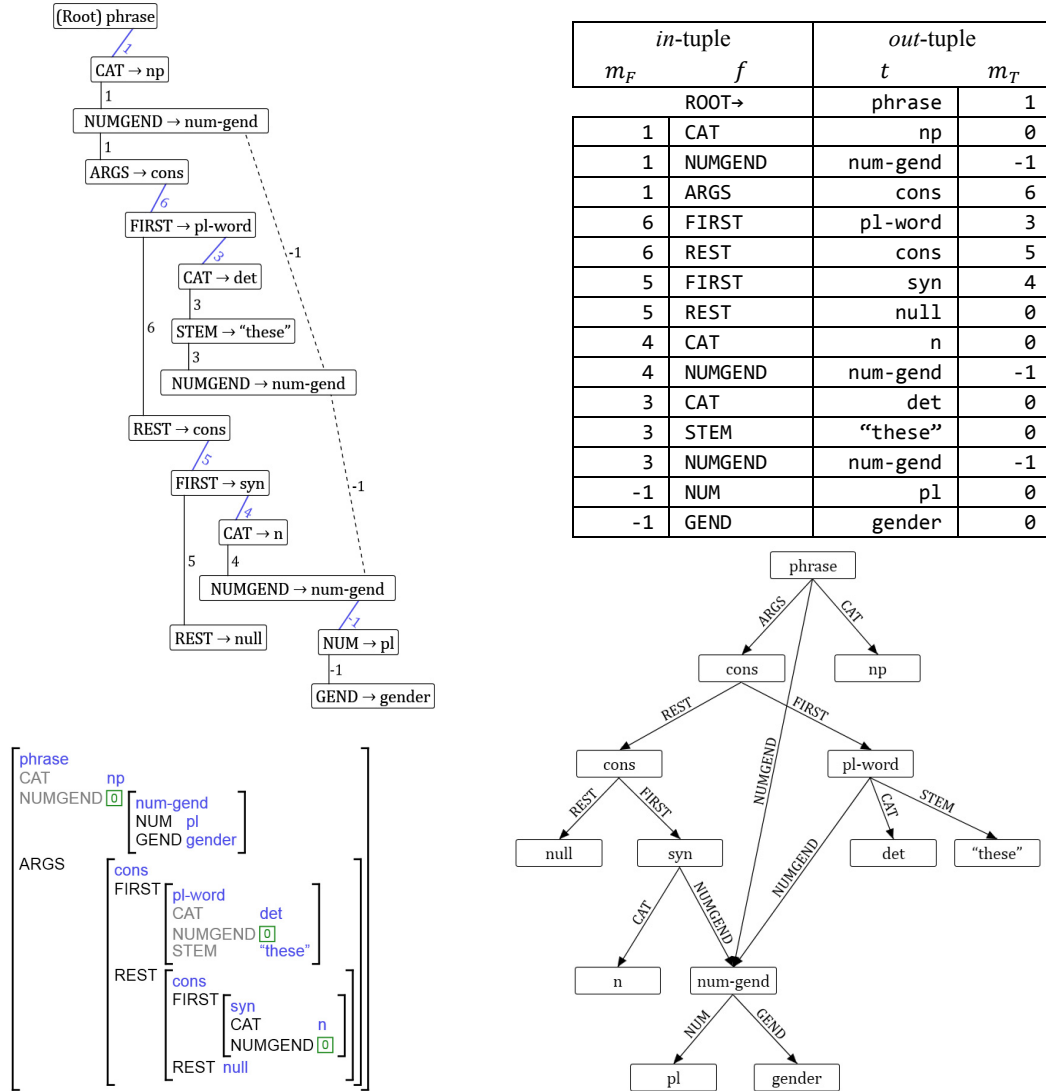 (Root) phrase
1
CAT → np
1
NUMGEND → num-gend
1
ARGS → cons
6
FIRST → pl-word
-1
3
CAT → det
3
6
STEM → “these”
3
NUMGEND → num-gend
REST → cons
5
FIRST → syn
-1
4
CAT → n
5
4
NUMGEND → num-gend
-1
REST → null
NUM → pl
-1
GEND → gender
in-tuple out-tuple
m_F f t m_T
ROOT→ phrase 1
1 CAT np 0
1 NUMGEND num-gend -1
1 ARGS cons 6
6 FIRST pl-word 3
6 REST cons 5
5 FIRST syn 4
5 REST null 0
4 CAT n 0
4 NUMGEND num-gend -1
3 CAT det 0
3 STEM “these” 0
3 NUMGEND num-gend -1
-1 NUM pl 0
-1 GEND gender 0
phrase
CAT np
NUMGEND 0 num-gend
NUM pl
GEND gender
ARGS cons
FIRST pl-word
CAT det
NUMGEND 0
STEM “these”
REST cons
FIRST syn
CAT n
NUMGEND 0
REST null
phrase
ARGS CAT
cons np
REST FIRST
NUMGEND
cons pl-word
REST FIRST CAT STEM
null syn det “these”
NUMGEND
CAT NUMGEND
n num-gend
NUM GEND
pl gender